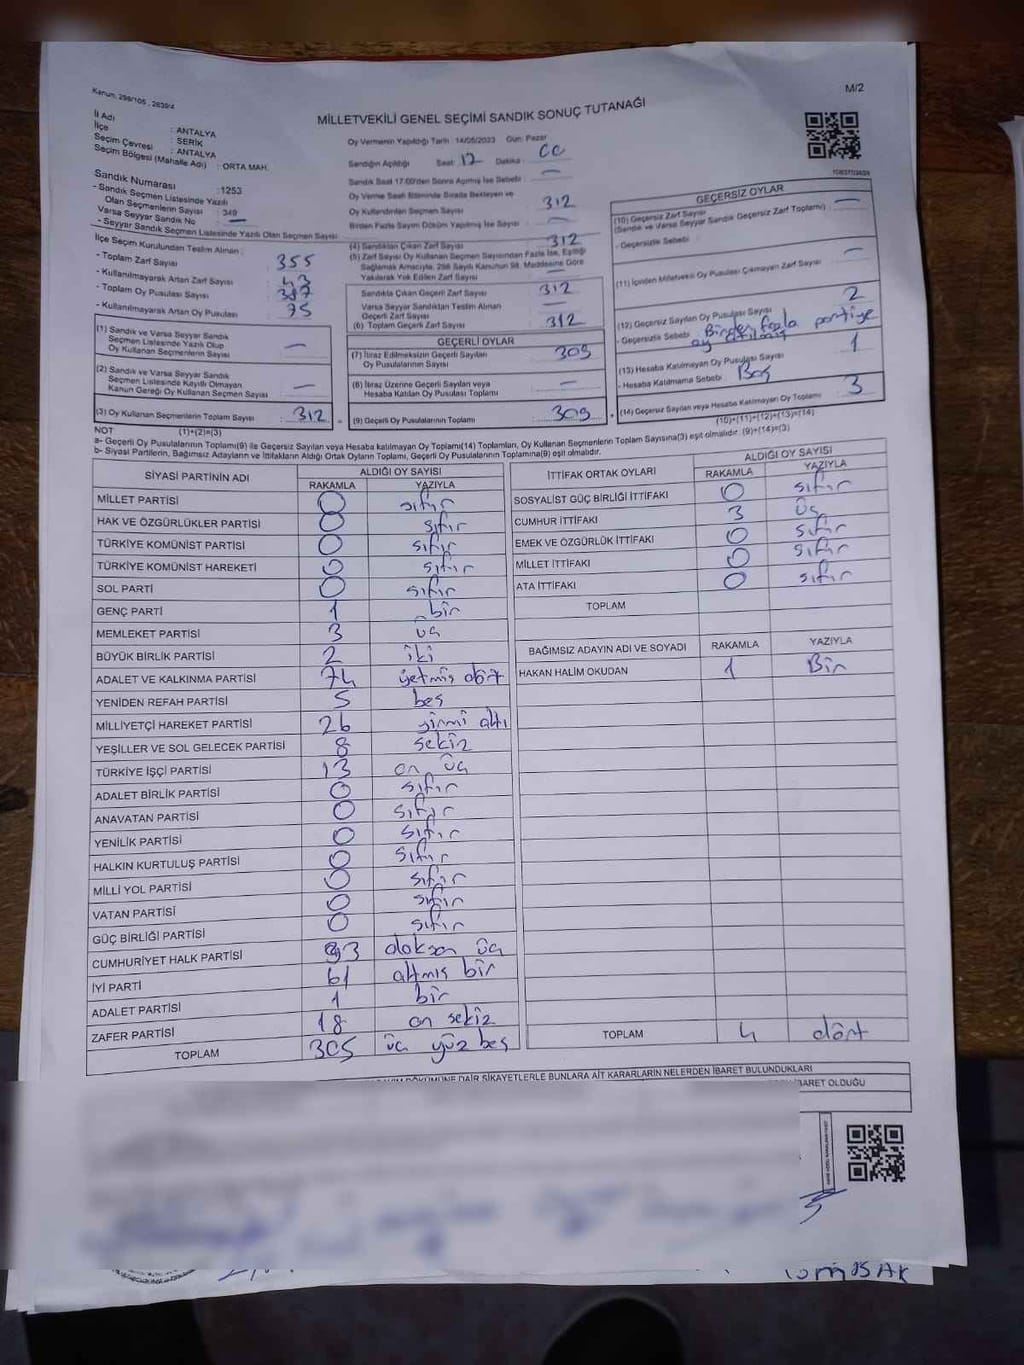 Kanun, 298/105 , 2839/4
M/2
MİLLETVEKİLİ GENEL SEÇİMİ SANDIK SONUÇ TUTANAĞI
İl Adı : ANTALYA
İlçe : SERİK
Seçim Çevresi : ANTALYA
Seçim Bölgesi (Mahalle Adı) : ORTA MAH.
Sandık Numarası :1253
- Sandık Seçmen Listesinde Yazılı
Olan Seçmenlerin Sayısı : 349
Varsa Seyyar Sandık No —
- Seyyar Sandık Seçmen Listesinde Yazılı Olan Seçmen Sayısı
İlçe Seçim Kurulundan Teslim Alınan :
- Toplam Zarf Sayısı 355
- Kullanılmayarak Artan Zarf Sayısı 43
- Toplam Oy Pusulası Sayısı 387
- Kullanılmayarak Artan Oy Pusulası 75
(1) Sandık ve Varsa Seyyar Sandık
Seçmen Listesinde Yazılı Olup
Oy Kullanan Seçmenlerin Sayısı —
(2) Sandık ve Varsa Seyyar Sandık
Seçmen Listesinde Kayıtlı Olmayan
Kanun Gereği Oy Kullanan Seçmen Sayısı —
(3) Oy Kullanan Seçmenlerin Toplam Sayısı 312
Oy Vermenin Yapıldığı Tarih 14/05/2023 Gün: Pazar
Sandığın Açıldığı Saat 17 Dakika : 00
Sandık Saat 17:00'den Sonra Açılmış İse Sebebi : —
Oy Verme Saati Bitiminde Sırada Bekleyen ve
Oy Kullandırılan Seçmen Sayısı 312
Birden Fazla Sayım Döküm Yapılmış İse Sayısı —
(4) Sandıktan Çıkan Zarf Sayısı 312
(5) Zarf Sayısı Oy Kullanan Seçmen Sayısından Fazla İse, Eşitliği
Sağlamak Amacıyla, 298 Sayılı Kanunun 98. Maddesine Göre
Yakılarak Yok Edilen Zarf Sayısı
Sandıkta Çıkan Geçerli Zarf Sayısı 312
Varsa Seyyar Sandıktan Teslim Alınan
Geçerli Zarf Sayısı —
(6) Toplam Geçerli Zarf Sayısı 312
GEÇERLİ OYLAR
(7) İtiraz Edilmeksizin Geçerli Sayılan
Oy Pusulasının Sayısı 309
(8) İtiraz Üzerine Geçerli Sayılan veya
Hesaba Katılan Oy Pusulası Toplamı —
(9) Geçerli Oy Pusulalarının Toplamı 309
GEÇERSİZ OYLAR
(10) Geçersiz Zarf Sayısı
(Sandık ve Varsa Seyyar Sandık Geçersiz Zarf Toplamı) —
- Geçersizlik Sebebi
(11) İçinden Milletvekili Oy Pusulası Çıkmayan Zarf Sayısı —
(12) Geçersiz Sayılan Oy Pusulası Sayısı 2
- Geçersizlik Sebebi Birden fazla partiye
oy atılmış
(13) Hesaba Katılmayan Oy Pusulası Sayısı 1
- Hesaba Katılmama Sebebi Boş
(14) Geçersiz Sayılan veya Hesaba Katılmayan Oy Toplamı 3
NOT (1)+(2)=(3)
(10)+(11)+(12)+(13)=(14)
a- Geçerli Oy Pusulalarının Toplamı(9) ile Geçersiz Sayılan veya Hesaba katılmayan Oy Toplamı(14) Toplamları, Oy Kullanan Seçmenlerin Toplam Sayısına(3) eşit olmalıdır. (9)+(14)=(3)
b- Siyasi Partilerin, Bağımsız Adayların ve İttifakların Aldığı Ortak Oyların Toplamı, Geçerli Oy Pusulalarının Toplamına(9) eşit olmalıdır.
SİYASİ PARTİNİN ADI ALDIĞI OY SAYISI
RAKAMLA YAZIYLA
MİLLET PARTİSİ 0 sıfır
HAK VE ÖZGÜRLÜKLER PARTİSİ 0 sıfır
TÜRKİYE KOMÜNİST PARTİSİ 0 sıfır
TÜRKİYE KOMÜNİST HAREKETİ 0 sıfır
SOL PARTİ 0 sıfır
GENÇ PARTİ 1 bir
MEMLEKET PARTİSİ 3 üç
BÜYÜK BİRLİK PARTİSİ 2 iki
ADALET VE KALKINMA PARTİSİ 74 yetmiş dört
YENİDEN REFAH PARTİSİ 5 beş
MİLLİYETÇİ HAREKET PARTİSİ 26 yirmi altı
YEŞİLLER VE SOL GELECEK PARTİSİ 8 sekiz
TÜRKİYE İŞÇİ PARTİSİ 13 on üç
ADALET BİRLİK PARTİSİ 0 sıfır
ANAVATAN PARTİSİ 0 sıfır
YENİLİK PARTİSİ 0 sıfır
HALKIN KURTULUŞ PARTİSİ 0 sıfır
MİLLİ YOL PARTİSİ 0 sıfır
VATAN PARTİSİ 0 sıfır
GÜÇ BİRLİĞİ PARTİSİ 0 sıfır
CUMHURİYET HALK PARTİSİ 93 doksan üç
İYİ PARTİ 61 altmış bir
ADALET PARTİSİ 1 bir
ZAFER PARTİSİ 18 on sekiz
TOPLAM 305 üç yüz beş
İTTİFAK ORTAK OYLARI ALDIĞI OY SAYISI
RAKAMLA YAZIYLA
SOSYALİST GÜÇ BİRLİĞİ İTTİFAKI 0 sıfır
CUMHUR İTTİFAKI 3 üç
EMEK VE ÖZGÜRLÜK İTTİFAKI 0 sıfır
MİLLET İTTİFAKI 0 sıfır
ATA İTTİFAKI 0 sıfır
TOPLAM
BAĞIMSIZ ADAYIN ADI VE SOYADI RAKAMLA YAZIYLA
HAKAN HALİM OKUDAN 1 Bir
TOPLAM 4 dört
DÖKÜMÜNE DAİR ŞİKAYETLERLE BUNLARA AİT KARARLARIN NELERDEN İBARET BULUNDUKLARI
İBARET OLDUĞU